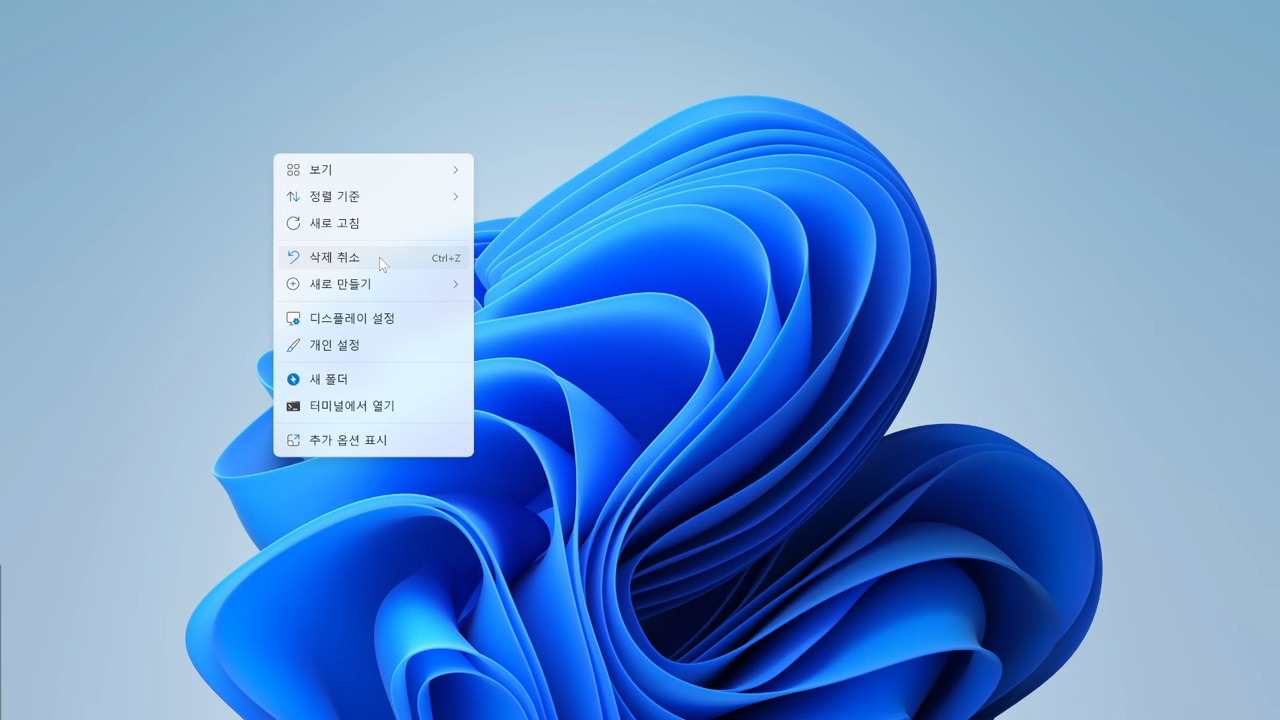 보기
정렬 기준
새로 고침
삭제 취소 Ctrl+Z
새로 만들기
디스플레이 설정
개인 설정
새 폴더
터미널에서 열기
추가 옵션 표시